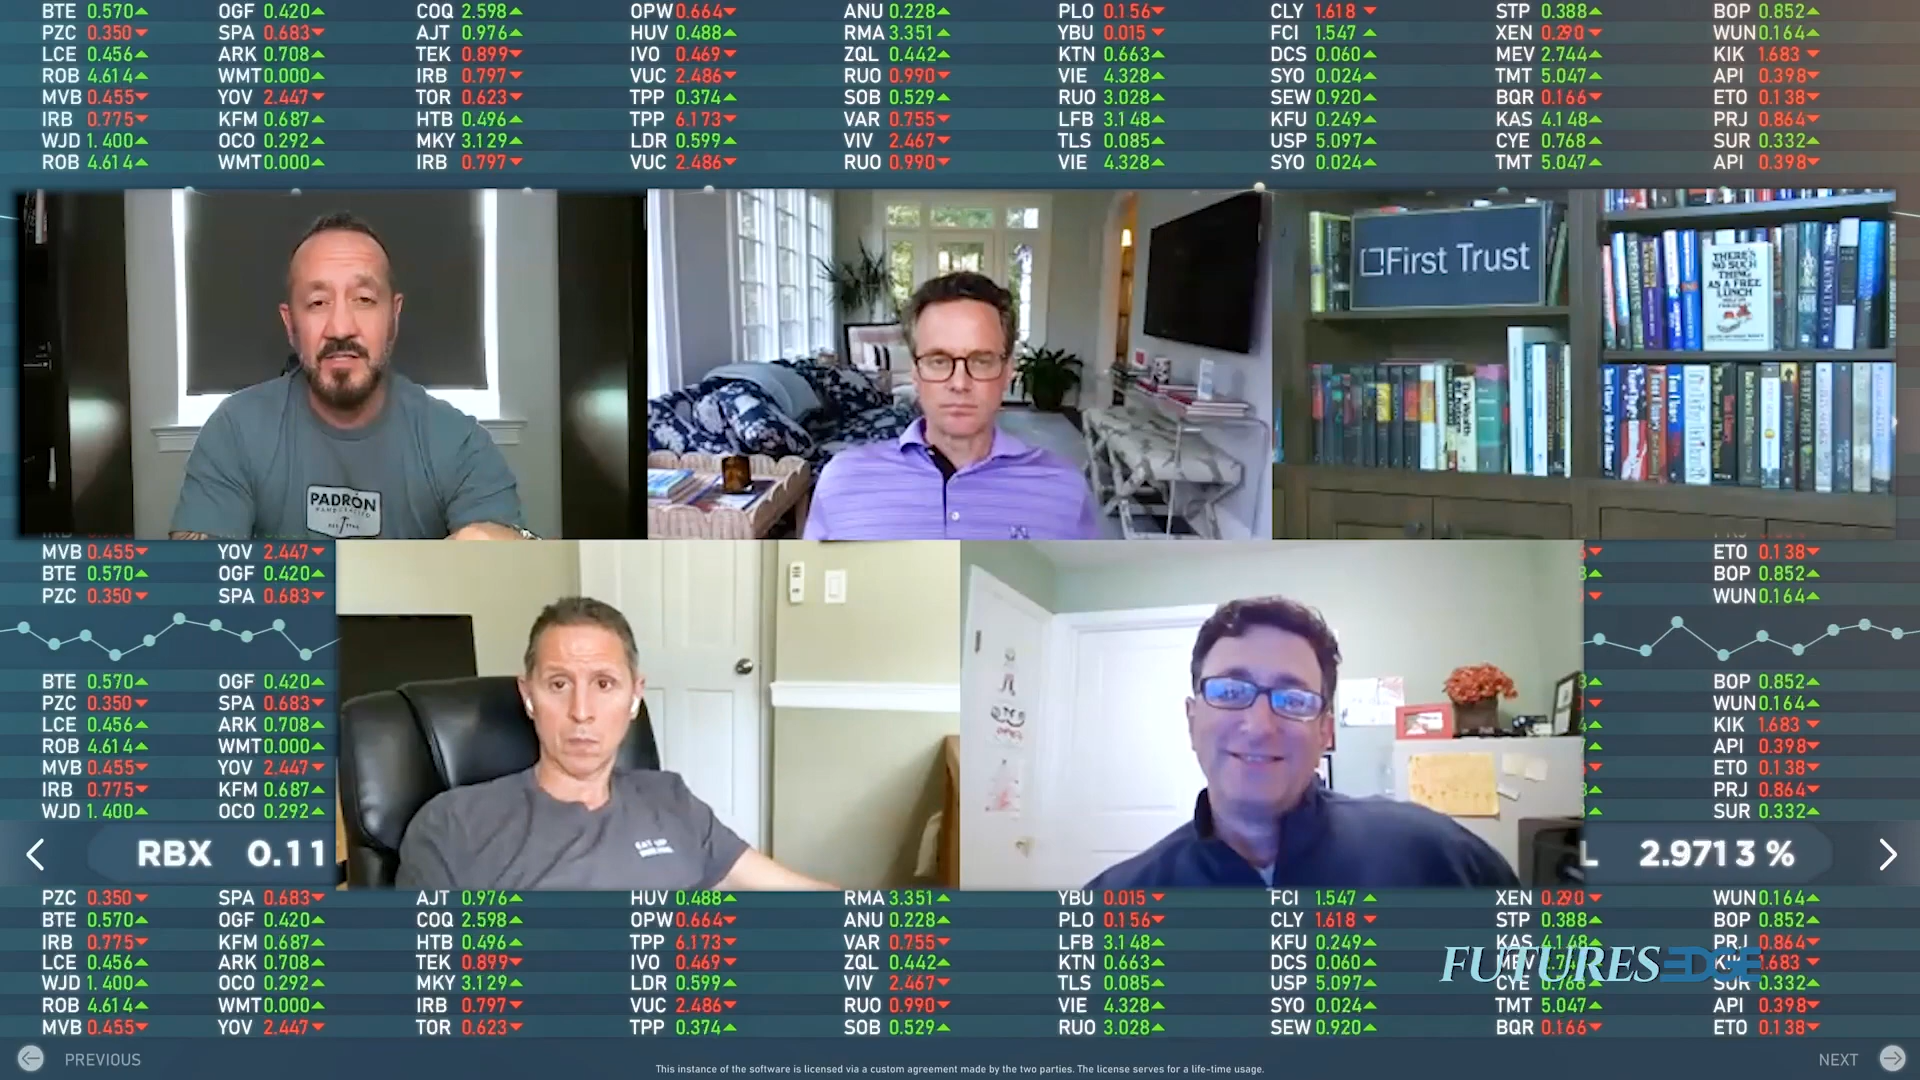 BTE 0.570 OGF 0.420 COQ 2.598 OPW 0.664 ANU 0.228 PLO 0.156 CLY 1.618 STP 0.388 BOP 0.852
PZC 0.350 SPA 0.683 AJT 0.976 HUV 0.488 RMA 3.351 YBU 0.015 FCI 1.547 XEN 0.290 WUN 0.164
LCE 0.456 ARK 0.708 TEK 0.899 IVO 0.469 ZQL 0.442 KTN 0.663 DCS 0.060 MEV 2.744 KIK 1.683
ROB 4.614 WMT 0.000 IRB 0.797 VUC 2.486 RUO 0.990 VIE 4.328 SYO 0.024 TMT 5.047 API 0.398
MVB 0.455 YOV 2.447 TOR 0.623 TPP 0.374 SOB 0.529 RUO 3.028 SEW 0.920 BQR 0.166 ETO 0.138
IRB 0.775 KFM 0.687 HTB 0.496 TPP 6.173 VAR 0.755 LFB 3.148 KFU 0.249 KAS 4.148 PRJ 0.864
WJD 1.400 OCO 0.292 MKY 3.129 LDR 0.599 VIV 2.467 TLS 0.085 USP 5.097 CYE 0.768 SUR 0.332
ROB 4.614 WMT 0.000 IRB 0.797 VUC 2.486 RUO 0.990 VIE 4.328 SYO 0.024 TMT 5.047 API 0.398
First Trust
THERE'S
NO SUCH
THING
AS A FREE
LUNCH
PADRÓN
MVB 0.455 YOV 2.447 ETO 0.138
BTE 0.570 OGF 0.420 BOP 0.852
PZC 0.350 SPA 0.683 WUN 0.164
BTE 0.570 OGF 0.420 BOP 0.852
PZC 0.350 SPA 0.683 WUN 0.164
LCE 0.456 ARK 0.708 KIK 1.683
ROB 4.614 WMT 0.000 API 0.398
MVB 0.455 YOV 2.447 ETO 0.138
IRB 0.775 KFM 0.687 PRJ 0.864
WJD 1.400 OCO 0.292 SUR 0.332
RBX 0.11 L 2.9713 %
PZC 0.350 SPA 0.683 AJT 0.976 HUV 0.488 RMA 3.351 YBU 0.015 FCI 1.547 XEN 0.290 WUN 0.164
BTE 0.570 OGF 0.420 COQ 2.598 OPW 0.664 ANU 0.228 PLO 0.156 CLY 1.618 STP 0.388 BOP 0.852
IRB 0.775 KFM 0.687 HTB 0.496 TPP 6.173 VAR 0.755 LFB 3.148 KFU 0.249 KAS 4.148 PRJ 0.864
LCE 0.456 ARK 0.708 TEK 0.899 IVO 0.469 ZQL 0.442 KTN 0.663 DCS 0.060
FUTURES EDGE
WJD 1.400 OCO 0.292 MKY 3.129 LDR 0.599 VIV 2.467 TLS 0.085 USP 5.097 CYE 0.768 SUR 0.332
ROB 4.614 WMT 0.000 IRB 0.797 VUC 2.486 RUO 0.990 VIE 4.328 SYO 0.024 TMT 5.047 API 0.398
MVB 0.455 YOV 2.447 TOR 0.623 TPP 0.374 SOB 0.529 RUO 3.028 SEW 0.920 BQR 0.166 ETO 0.138
PREVIOUS NEXT
This instance of the software is licensed via a custom agreement made by the two parties. The license serves for a life-time usage.